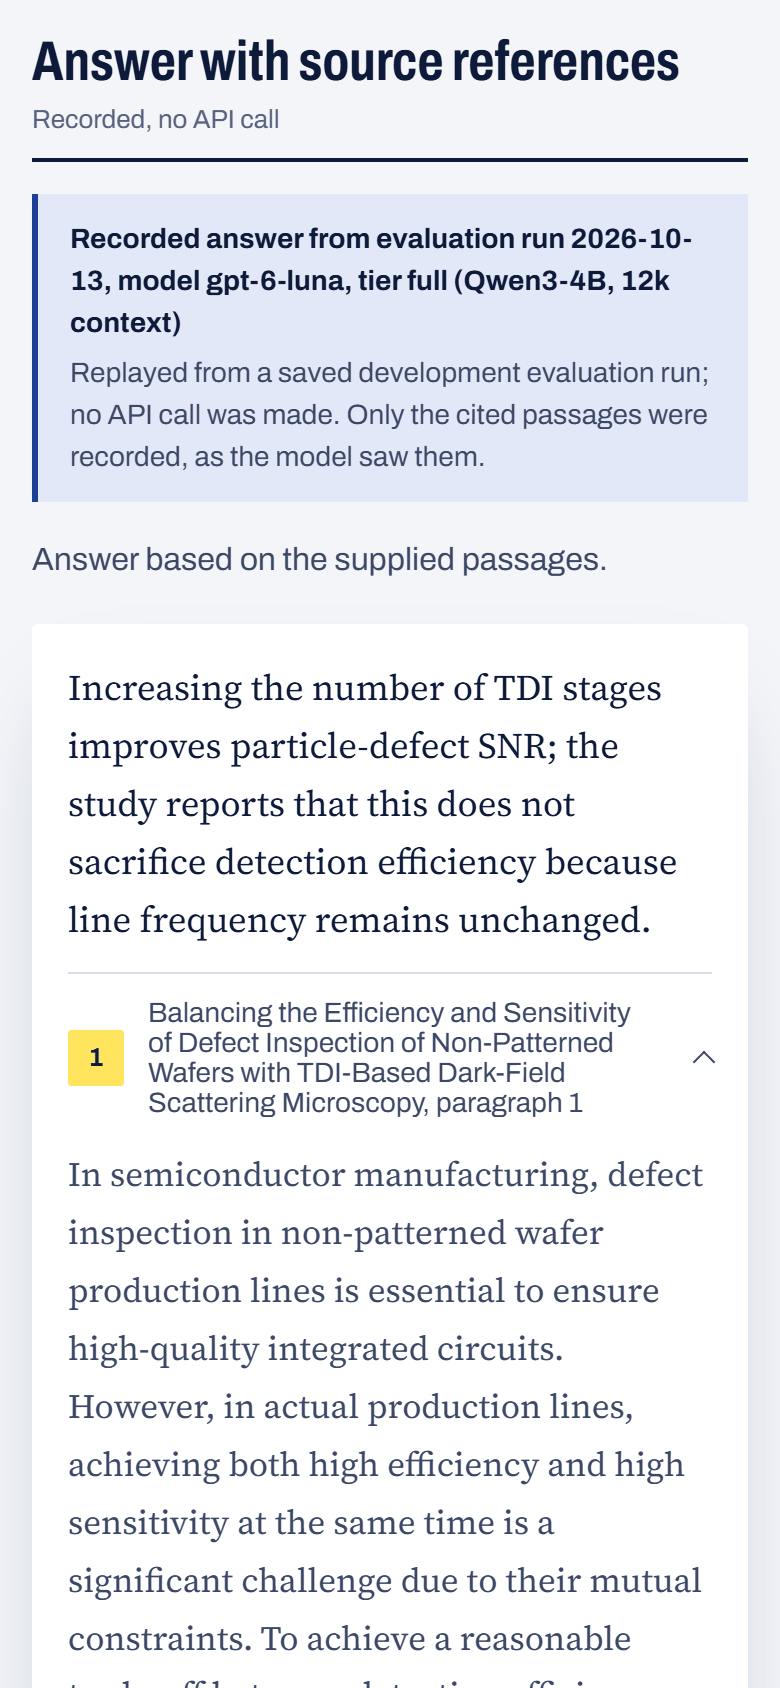 Answer with source references
Recorded, no API call
Recorded answer from evaluation run 2026-10-
13, model gpt-6-luna, tier full (Qwen3-4B, 12k
context)
Replayed from a saved development evaluation run;
no API call was made. Only the cited passages were
recorded, as the model saw them.
Answer based on the supplied passages.
Increasing the number of TDI stages
improves particle-defect SNR; the
study reports that this does not
sacrifice detection efficiency because
line frequency remains unchanged.
1
Balancing the Efficiency and Sensitivity
of Defect Inspection of Non-Patterned
Wafers with TDI-Based Dark-Field
Scattering Microscopy, paragraph 1
In semiconductor manufacturing, defect
inspection in non-patterned wafer
production lines is essential to ensure
high-quality integrated circuits.
However, in actual production lines,
achieving both high efficiency and high
sensitivity at the same time is a
significant challenge due to their mutual
constraints. To achieve a reasonable